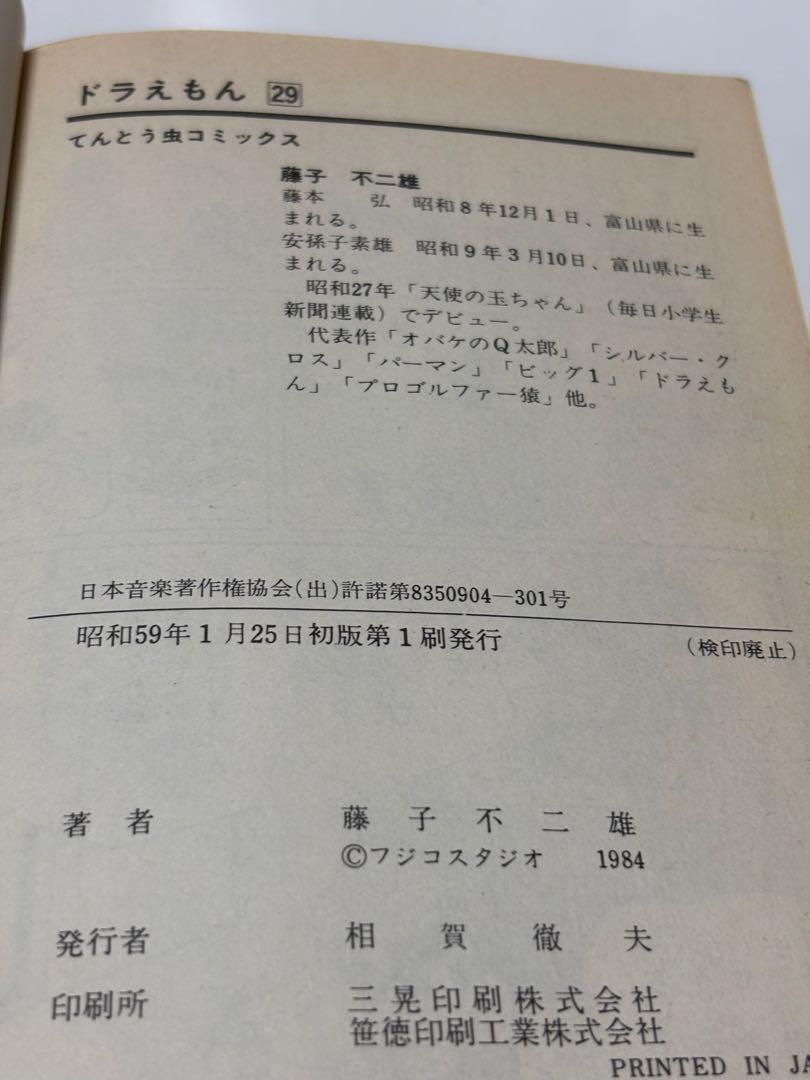 ドラえもん 29
てんとう虫コミックス
藤子　不二雄
藤本　　弘　昭和8年12月1日、富山県に生
まれる。
安孫子素雄　昭和9年3月10日、富山県に生
まれる。
　昭和27年「天使の玉ちゃん」（毎日小学生
新聞連載）でデビュー。
　代表作「オバケのQ太郎」「シルバー・ク
ロス」「パーマン」「ビッグ1」「ドラえも
ん」「プロゴルファー猿」他。
日本音楽著作権協会(出)許諾第8350904—301号
昭和59年1月25日初版第1刷発行　（検印廃止）
著者　藤子不二雄
©フジコスタジオ　1984
発行者　相賀徹夫
印刷所　三晃印刷株式会社
笹徳印刷工業株式会社
PRINTED IN JA